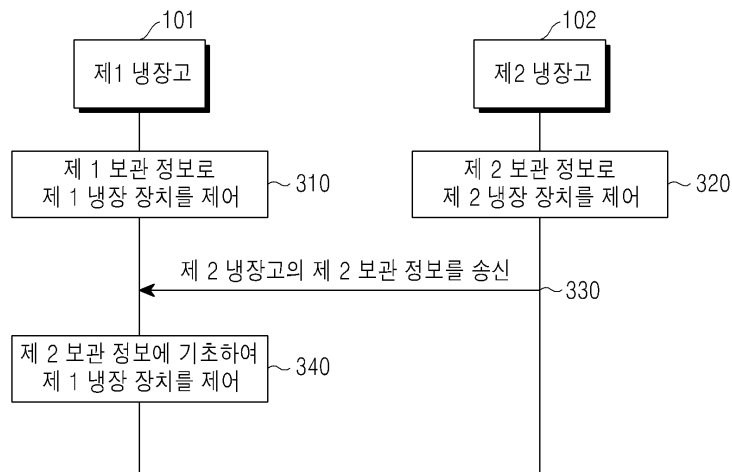 101
102
제1 냉장고
제2 냉장고
제 1 보관 정보로
제 1 냉장 장치를 제어
310
제 2 보관 정보로
제 2 냉장 장치를 제어
320
제 2 냉장고의 제 2 보관 정보를 송신
330
제 2 보관 정보에 기초하여
제 1 냉장 장치를 제어
340